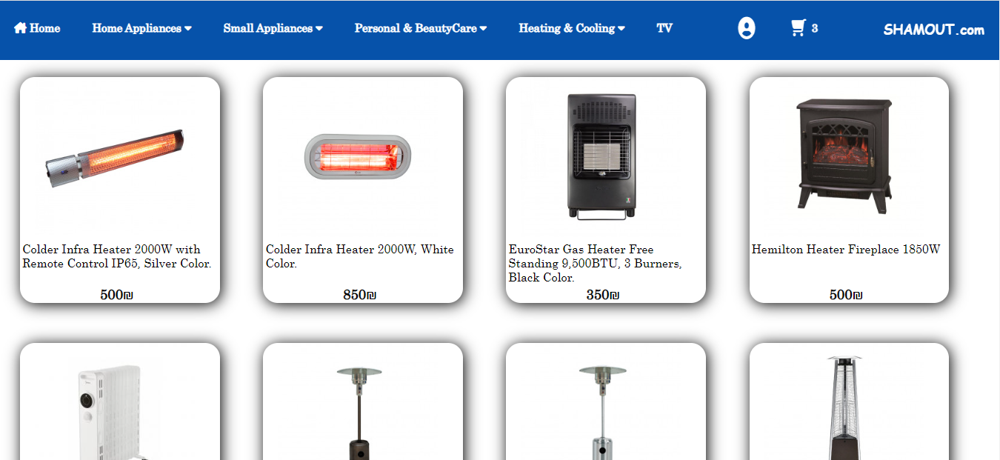 Home Home Appliances Small Appliances Personal & BeautyCare Heating & Cooling TV 3 SHAMOUT.com
Colder Infra Heater 2000W with
Remote Control IP65, Silver Color.
500₪
Colder Infra Heater 2000W, White
Color.
850₪
EuroStar Gas Heater Free
Standing 9,500BTU, 3 Burners,
Black Color.
350₪
Hemilton Heater Fireplace 1850W
500₪